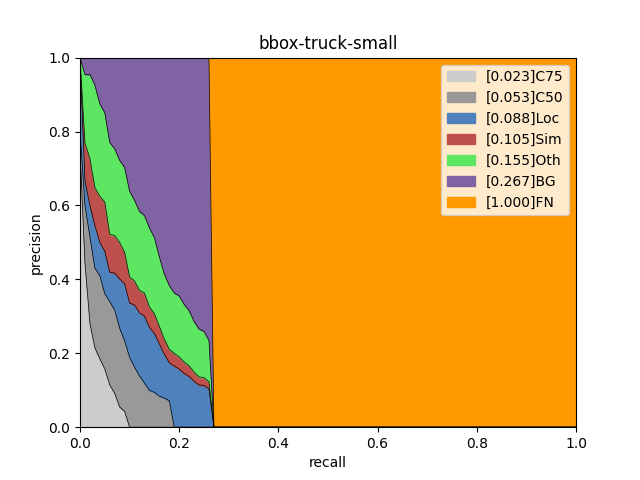 bbox-truck-small
1.0
0.8
0.6
0.4
0.2
0.0
precision
[0.023]C75
[0.053]C50
[0.088]Loc
[0.105]Sim
[0.155]Oth
[0.267]BG
[1.000]FN
0.0 0.2 0.4 0.6 0.8 1.0
recall